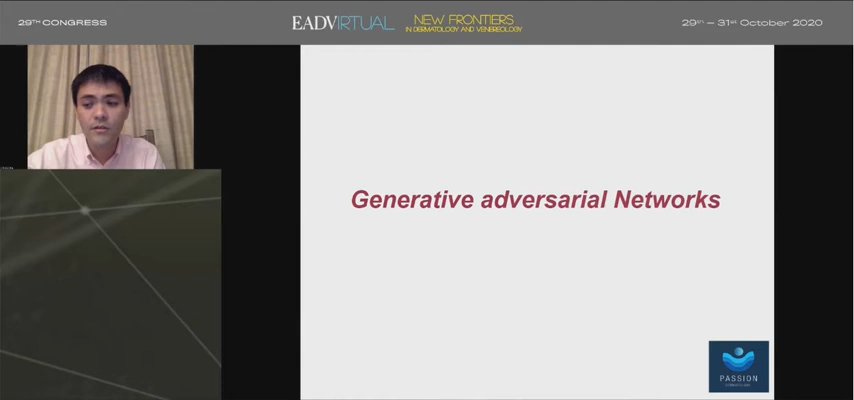 29TH CONGRESS
EADVIRTUAL
NEW FRONTIERS
IN DERMATOLOGY AND VENEREOLOGY
29th – 31st October 2020
Generative adversarial Networks
PASSION